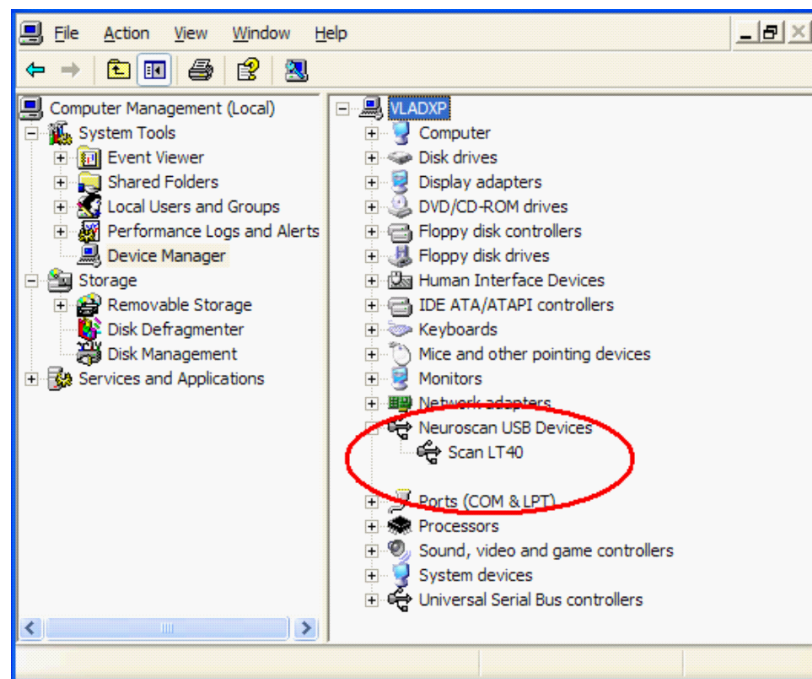 File Action View Window Help
Computer Management (Local)
System Tools
Event Viewer
Shared Folders
Local Users and Groups
Performance Logs and Alerts
Device Manager
Storage
Removable Storage
Disk Defragmenter
Disk Management
Services and Applications
VLADXP
Computer
Disk drives
Display adapters
DVD/CD-ROM drives
Floppy disk controllers
Floppy disk drives
Human Interface Devices
IDE ATA/ATAPI controllers
Keyboards
Mice and other pointing devices
Monitors
Network adapters
Neuroscan USB Devices
Scan LT40
Ports (COM & LPT)
Processors
Sound, video and game controllers
System devices
Universal Serial Bus controllers